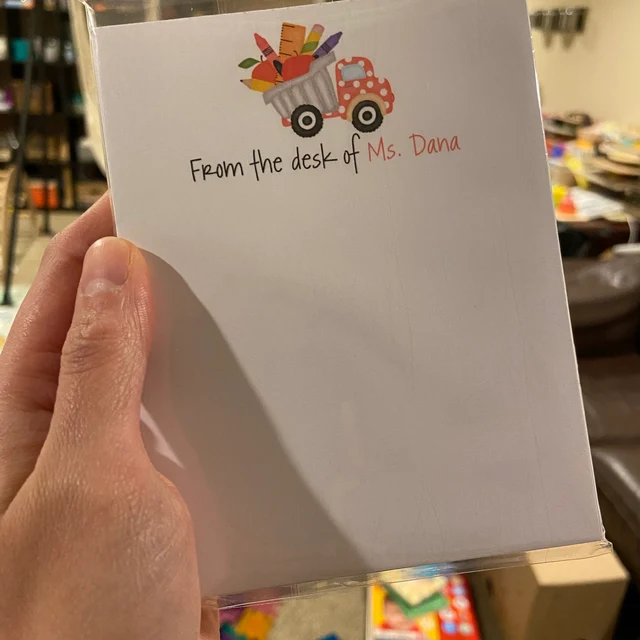 From the desk of Ms. Dana